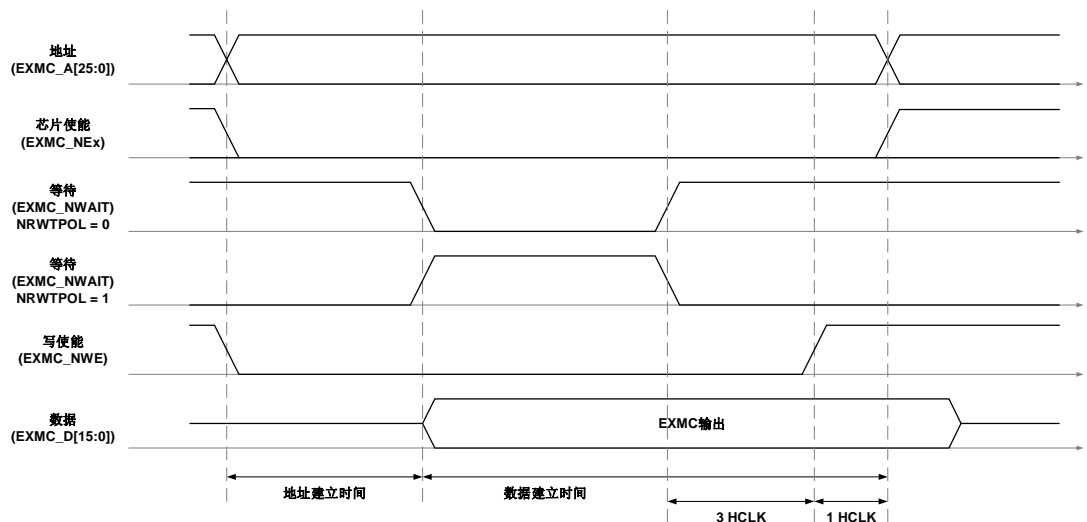 地址
(EXMC_A[25:0])
芯片使能
(EXMC_NEx)
等待
(EXMC_NWAIT)
NRWTPOL = 0
等待
(EXMC_NWAIT)
NRWTPOL = 1
写使能
(EXMC_NWE)
数据
(EXMC_D[15:0])
EXMC输出
地址建立时间
数据建立时间
3 HCLK
1 HCLK